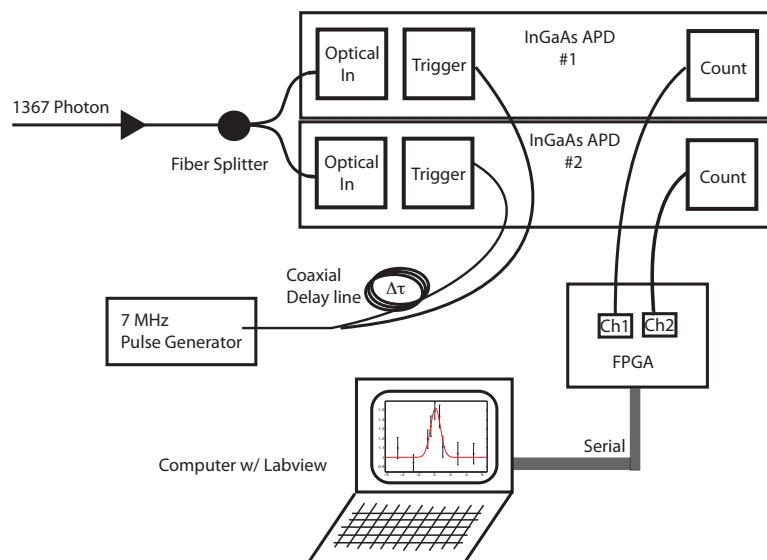 InGaAs APD
#1
Optical
In
Trigger
Count
1367 Photon
Fiber Splitter
InGaAs APD
#2
Optical
In
Trigger
Count
Coaxial
Delay line
Δτ
7 MHz
Pulse Generator
Ch1
Ch2
FPGA
Serial
Computer w/ Labview